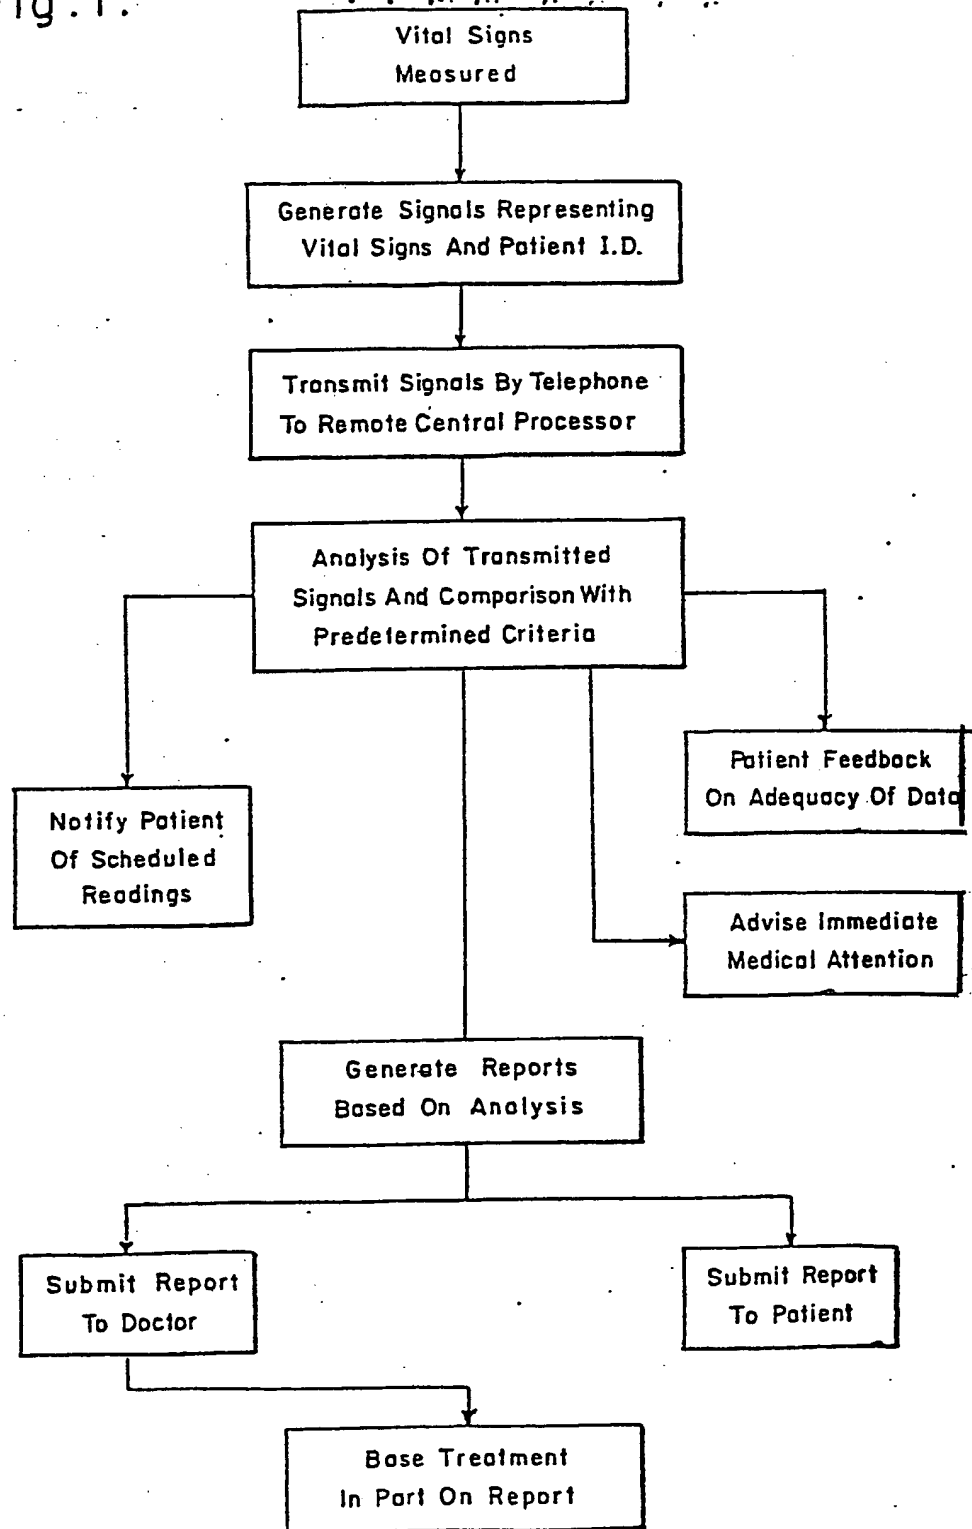 Fig.1.
Vital Signs
Measured
Generate Signals Representing
Vital Signs And Patient I.D.
Transmit Signals By Telephone
To Remote Central Processor
Analysis Of Transmitted
Signals And Comparison With
Predetermined Criteria
Patient Feedback
On Adequacy Of Data
Notify Patient
Of Scheduled
Readings
Advise Immediate
Medical Attention
Generate Reports
Based On Analysis
Submit Report
To Doctor
Submit Report
To Patient
Base Treatment
In Part On Report